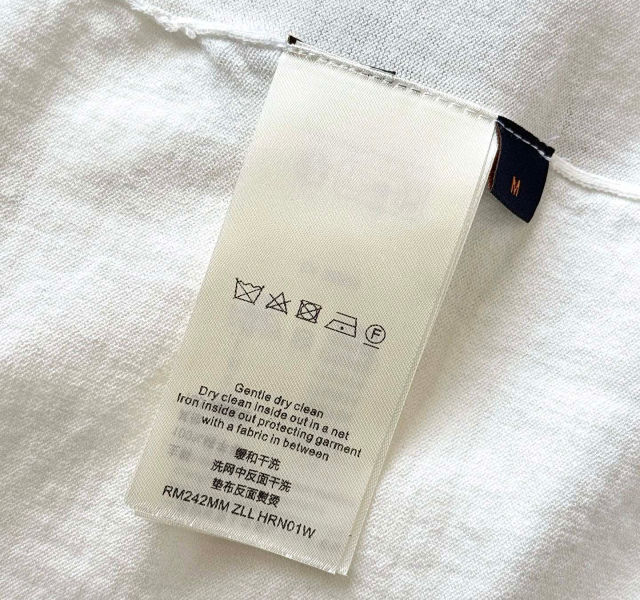 M
F
Gentle dry clean
Dry clean inside out in a net
Iron inside out protecting garment
with a fabric in between
缓和干洗
洗网中反面干洗
垫布反面熨烫
RM242MM ZLL HRN01W